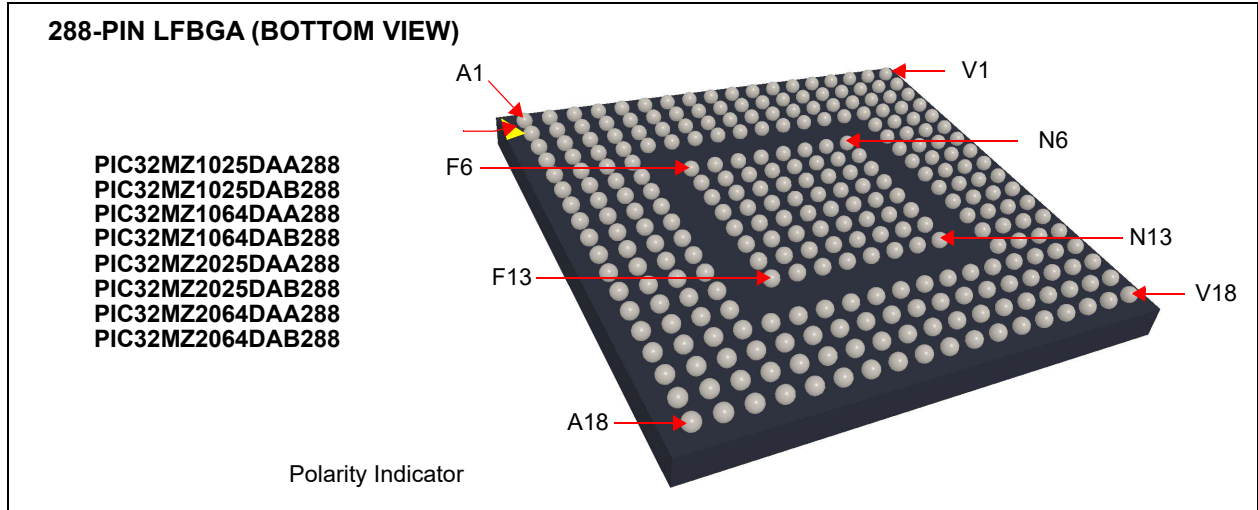 288-PIN LFBGA (BOTTOM VIEW)
A1
V1
N6
F6
PIC32MZ1025DAA288
PIC32MZ1025DAB288
PIC32MZ1064DAA288
PIC32MZ1064DAB288
PIC32MZ2025DAA288
PIC32MZ2025DAB288
PIC32MZ2064DAA288
PIC32MZ2064DAB288
N13
F13
V18
A18
Polarity Indicator